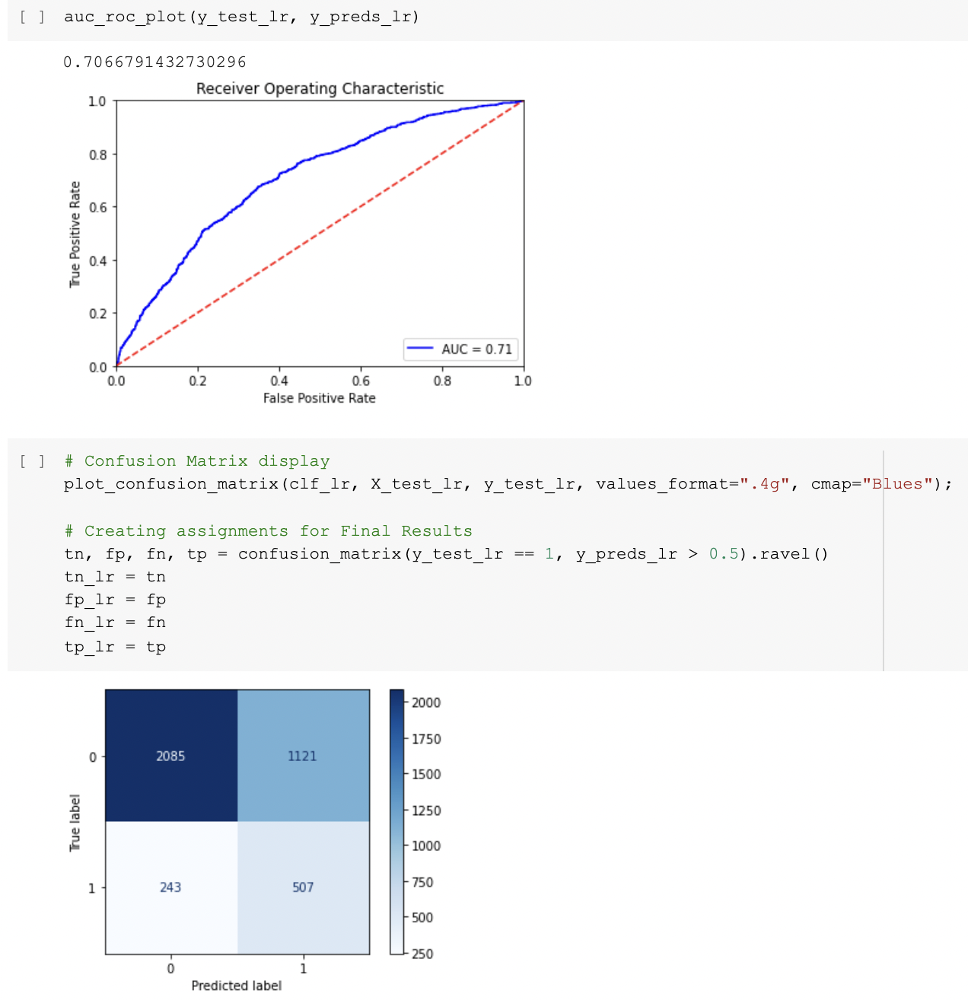 [ ] auc_roc_plot(y_test_lr, y_preds_lr)
0.7066791432730296
Receiver Operating Characteristic
1.0
0.8
0.6
0.4
0.2
0.0
True Positive Rate
AUC = 0.71
0.0 0.2 0.4 0.6 0.8 1.0
False Positive Rate
[ ] # Confusion Matrix display
plot_confusion_matrix(clf_lr, X_test_lr, y_test_lr, values_format=".4g", cmap="Blues");
# Creating assignments for Final Results
tn, fp, fn, tp = confusion_matrix(y_test_lr == 1, y_preds_lr > 0.5).ravel()
tn_lr = tn
fp_lr = fp
fn_lr = fn
tp_lr = tp
True label
0
1
2085 1121
243 507
0 1
Predicted label
2000
1750
1500
1250
1000
750
500
250